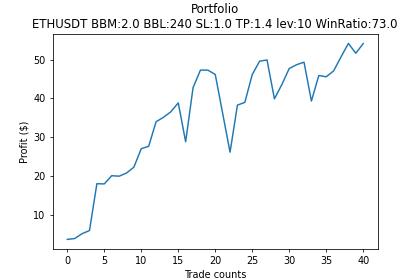 Portfolio
ETHUSDT BBM:2.0 BBL:240 SL:1.0 TP:1.4 lev:10 WinRatio:73.0
50
40
30
20
10
Profit ($)
0 5 10 15 20 25 30 35 40
Trade counts